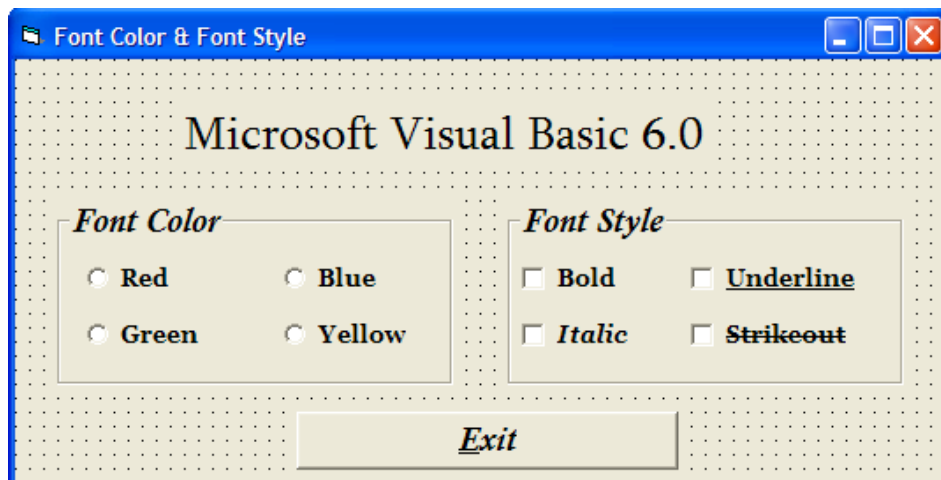 Font Color & Font Style
Microsoft Visual Basic 6.0
Font Color
Red Blue
Green Yellow
Font Style
Bold Underline
Italic Strikeout
Exit